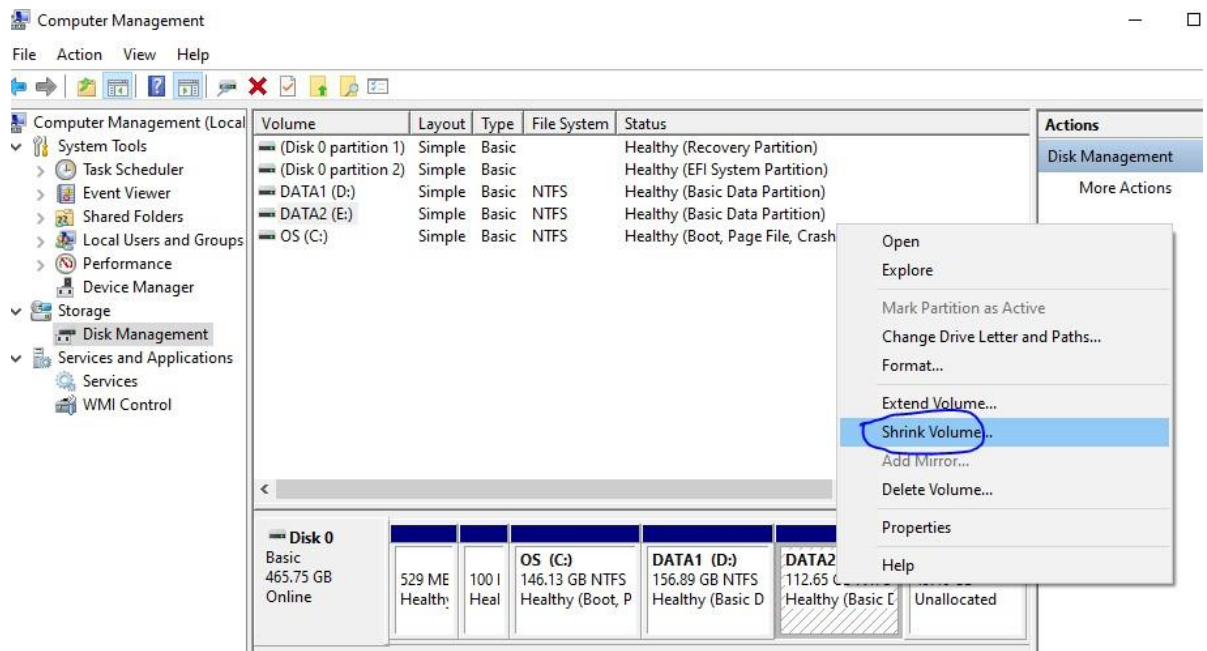 Computer Management
File Action View Help
Computer Management (Local
System Tools
Task Scheduler
Event Viewer
Shared Folders
Local Users and Groups
Performance
Device Manager
Storage
Disk Management
Services and Applications
Services
WMI Control
Volume Layout Type File System Status
(Disk 0 partition 1) Simple Basic Healthy (Recovery Partition)
(Disk 0 partition 2) Simple Basic Healthy (EFI System Partition)
DATA1 (D:) Simple Basic NTFS Healthy (Basic Data Partition)
DATA2 (E:) Simple Basic NTFS Healthy (Basic Data Partition)
OS (C:) Simple Basic NTFS Healthy (Boot, Page File, Crash
Actions
Disk Management
More Actions
Open
Explore
Mark Partition as Active
Change Drive Letter and Paths...
Format...
Extend Volume...
Shrink Volume...
Add Mirror...
Delete Volume...
Properties
Help
Disk 0
Basic
465.75 GB
Online
529 ME
Healthy
100 
Heal
OS (C:)
146.13 GB NTFS
Healthy (Boot, P
DATA1 (D:)
156.89 GB NTFS
Healthy (Basic D
DATA2
112.65
Healthy (Basic D
Unallocated